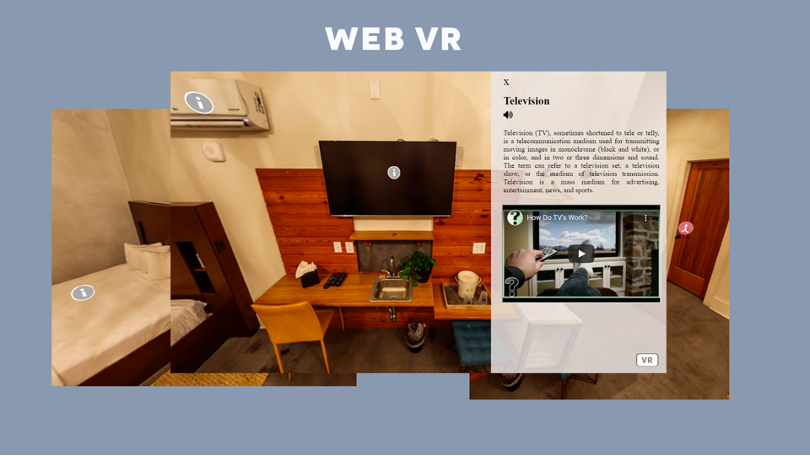 WEB VR
X
Television
Television (TV), sometimes shortened to tele or telly,
is a telecommunication medium used for transmitting
moving images in monochrome (black and white), or
in color, and in two or three dimensions and sound.
The term can refer to a television set, a television
show, or the medium of television transmission.
Television is a mass medium for advertising,
entertainment, news, and sports.
How Do TV's Work?
VR